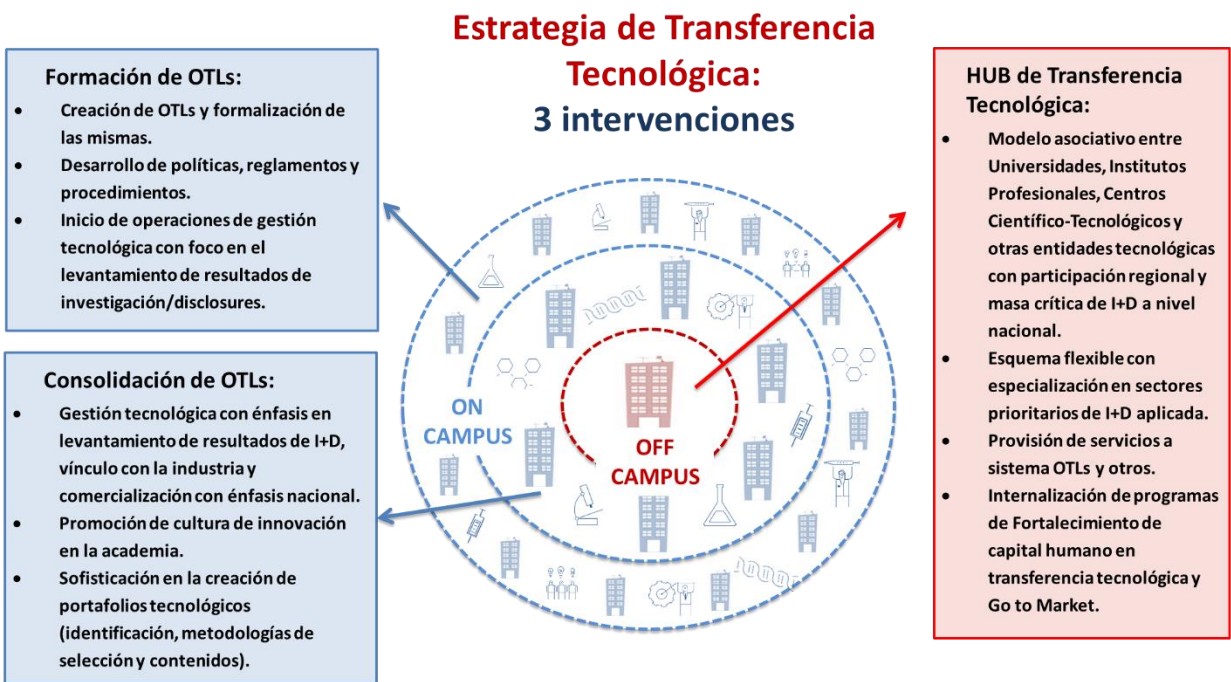 Estrategia de Transferencia
Tecnológica:
3 intervenciones
Formación de OTLs:
• Creación de OTLs y formalización de
las mismas.
• Desarrollo de políticas, reglamentos y
procedimientos.
• Inicio de operaciones de gestión
tecnológica con foco en el
levantamiento de resultados de
investigación/disclosures.
Consolidación de OTLs:
• Gestión tecnológica con énfasis en
levantamiento de resultados de I+D,
vínculo con la industria y
comercialización con énfasis nacional.
• Promoción de cultura de innovación
en la academia.
• Sofisticación en la creación de
portafolios tecnológicos
(identificación, metodologías de
selección y contenidos).
ON
CAMPUS
OFF
CAMPUS
HUB de Transferencia
Tecnológica:
• Modelo asociativo entre
Universidades, Institutos
Profesionales, Centros
Científico-Tecnológicos y
otras entidades tecnológicas
con participación regional y
masa crítica de I+D a nivel
nacional.
• Esquema flexible con
especialización en sectores
prioritarios de I+D aplicada.
• Provisión de servicios a
sistema OTLs y otros.
• Internalización de programas
de Fortalecimiento de
capital humano en
transferencia tecnológica y
Go to Market.